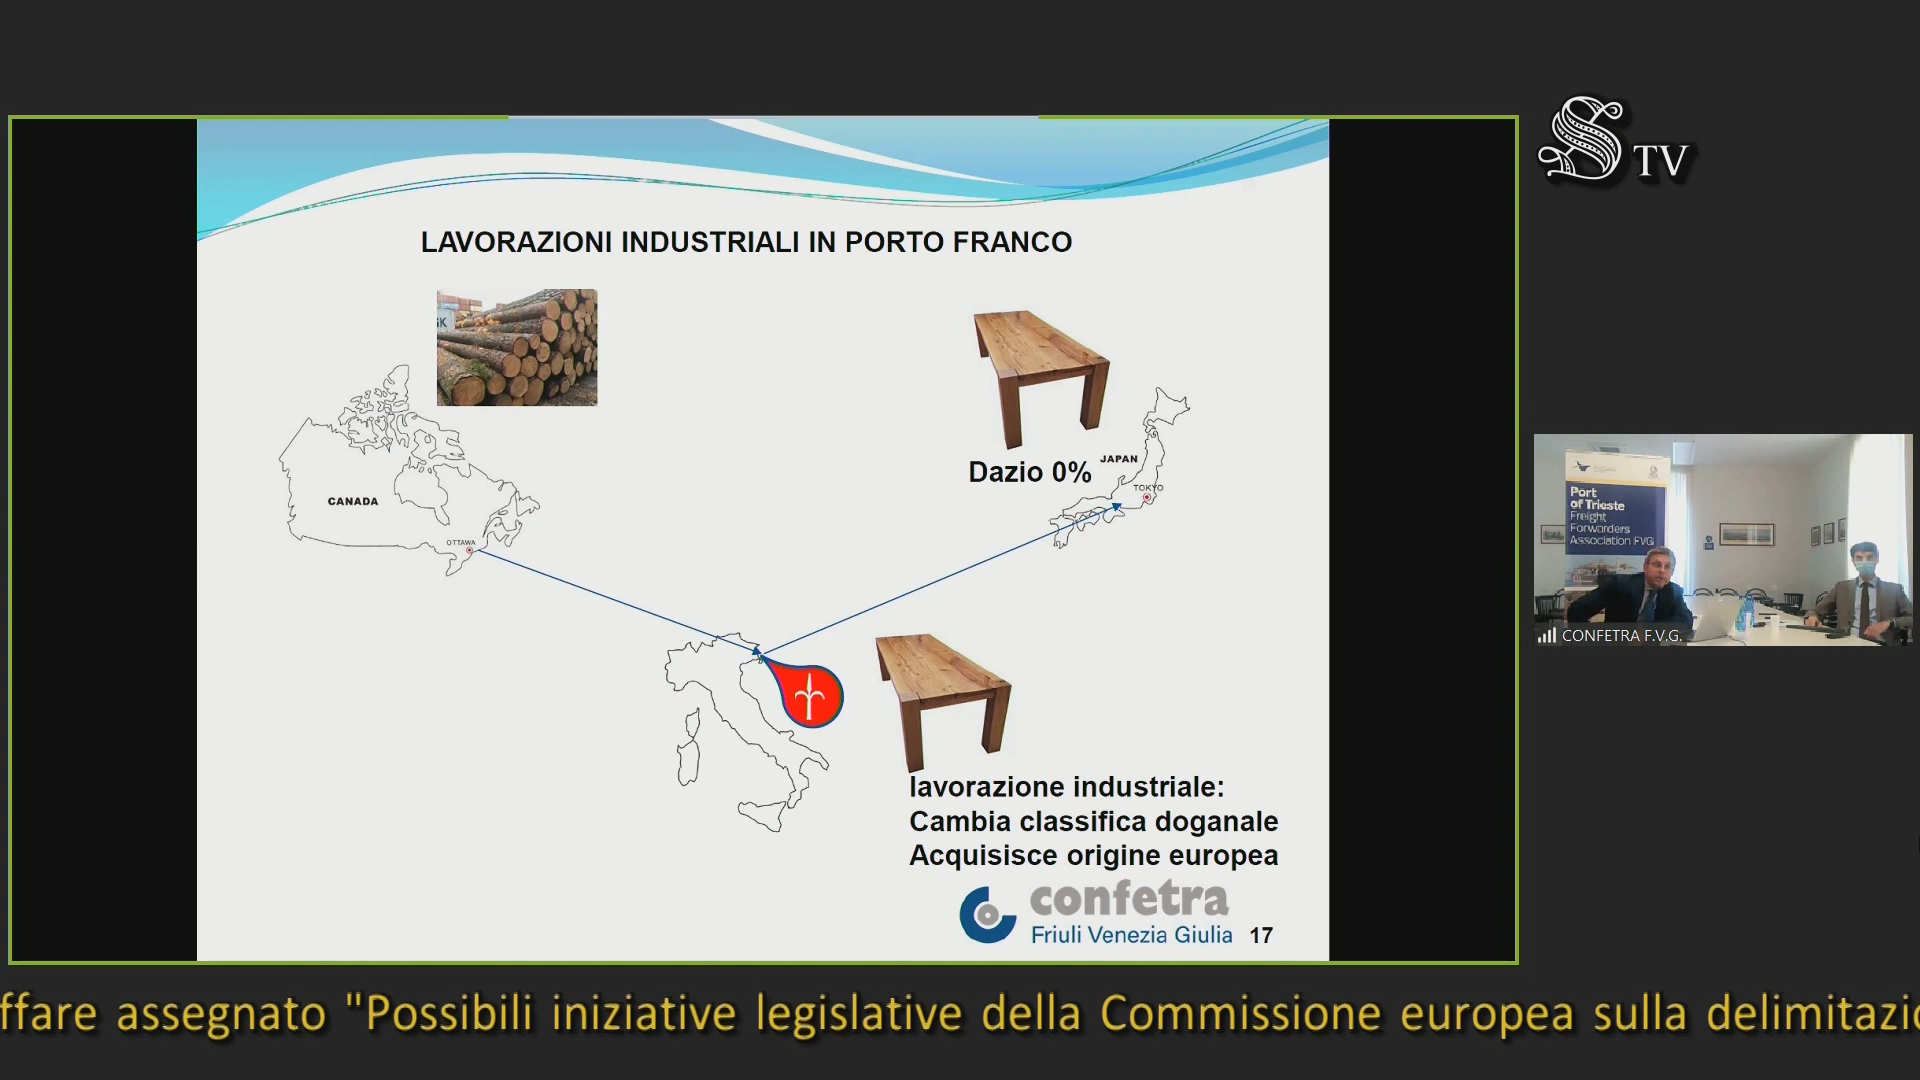 STV
LAVORAZIONI INDUSTRIALI IN PORTO FRANCO
GK
CANADA
OTTAWA
Dazio 0%
JAPAN
TOKYO
lavorazione industriale:
Cambia classifica doganale
Acquisisce origine europea
confetra
Friuli Venezia Giulia 17
Port
of Trieste
Freight
Forwarders
Association FVG
CONFETRA F.V.G.
ffare assegnato "Possibili iniziative legislative della Commissione europea sulla delimitazio